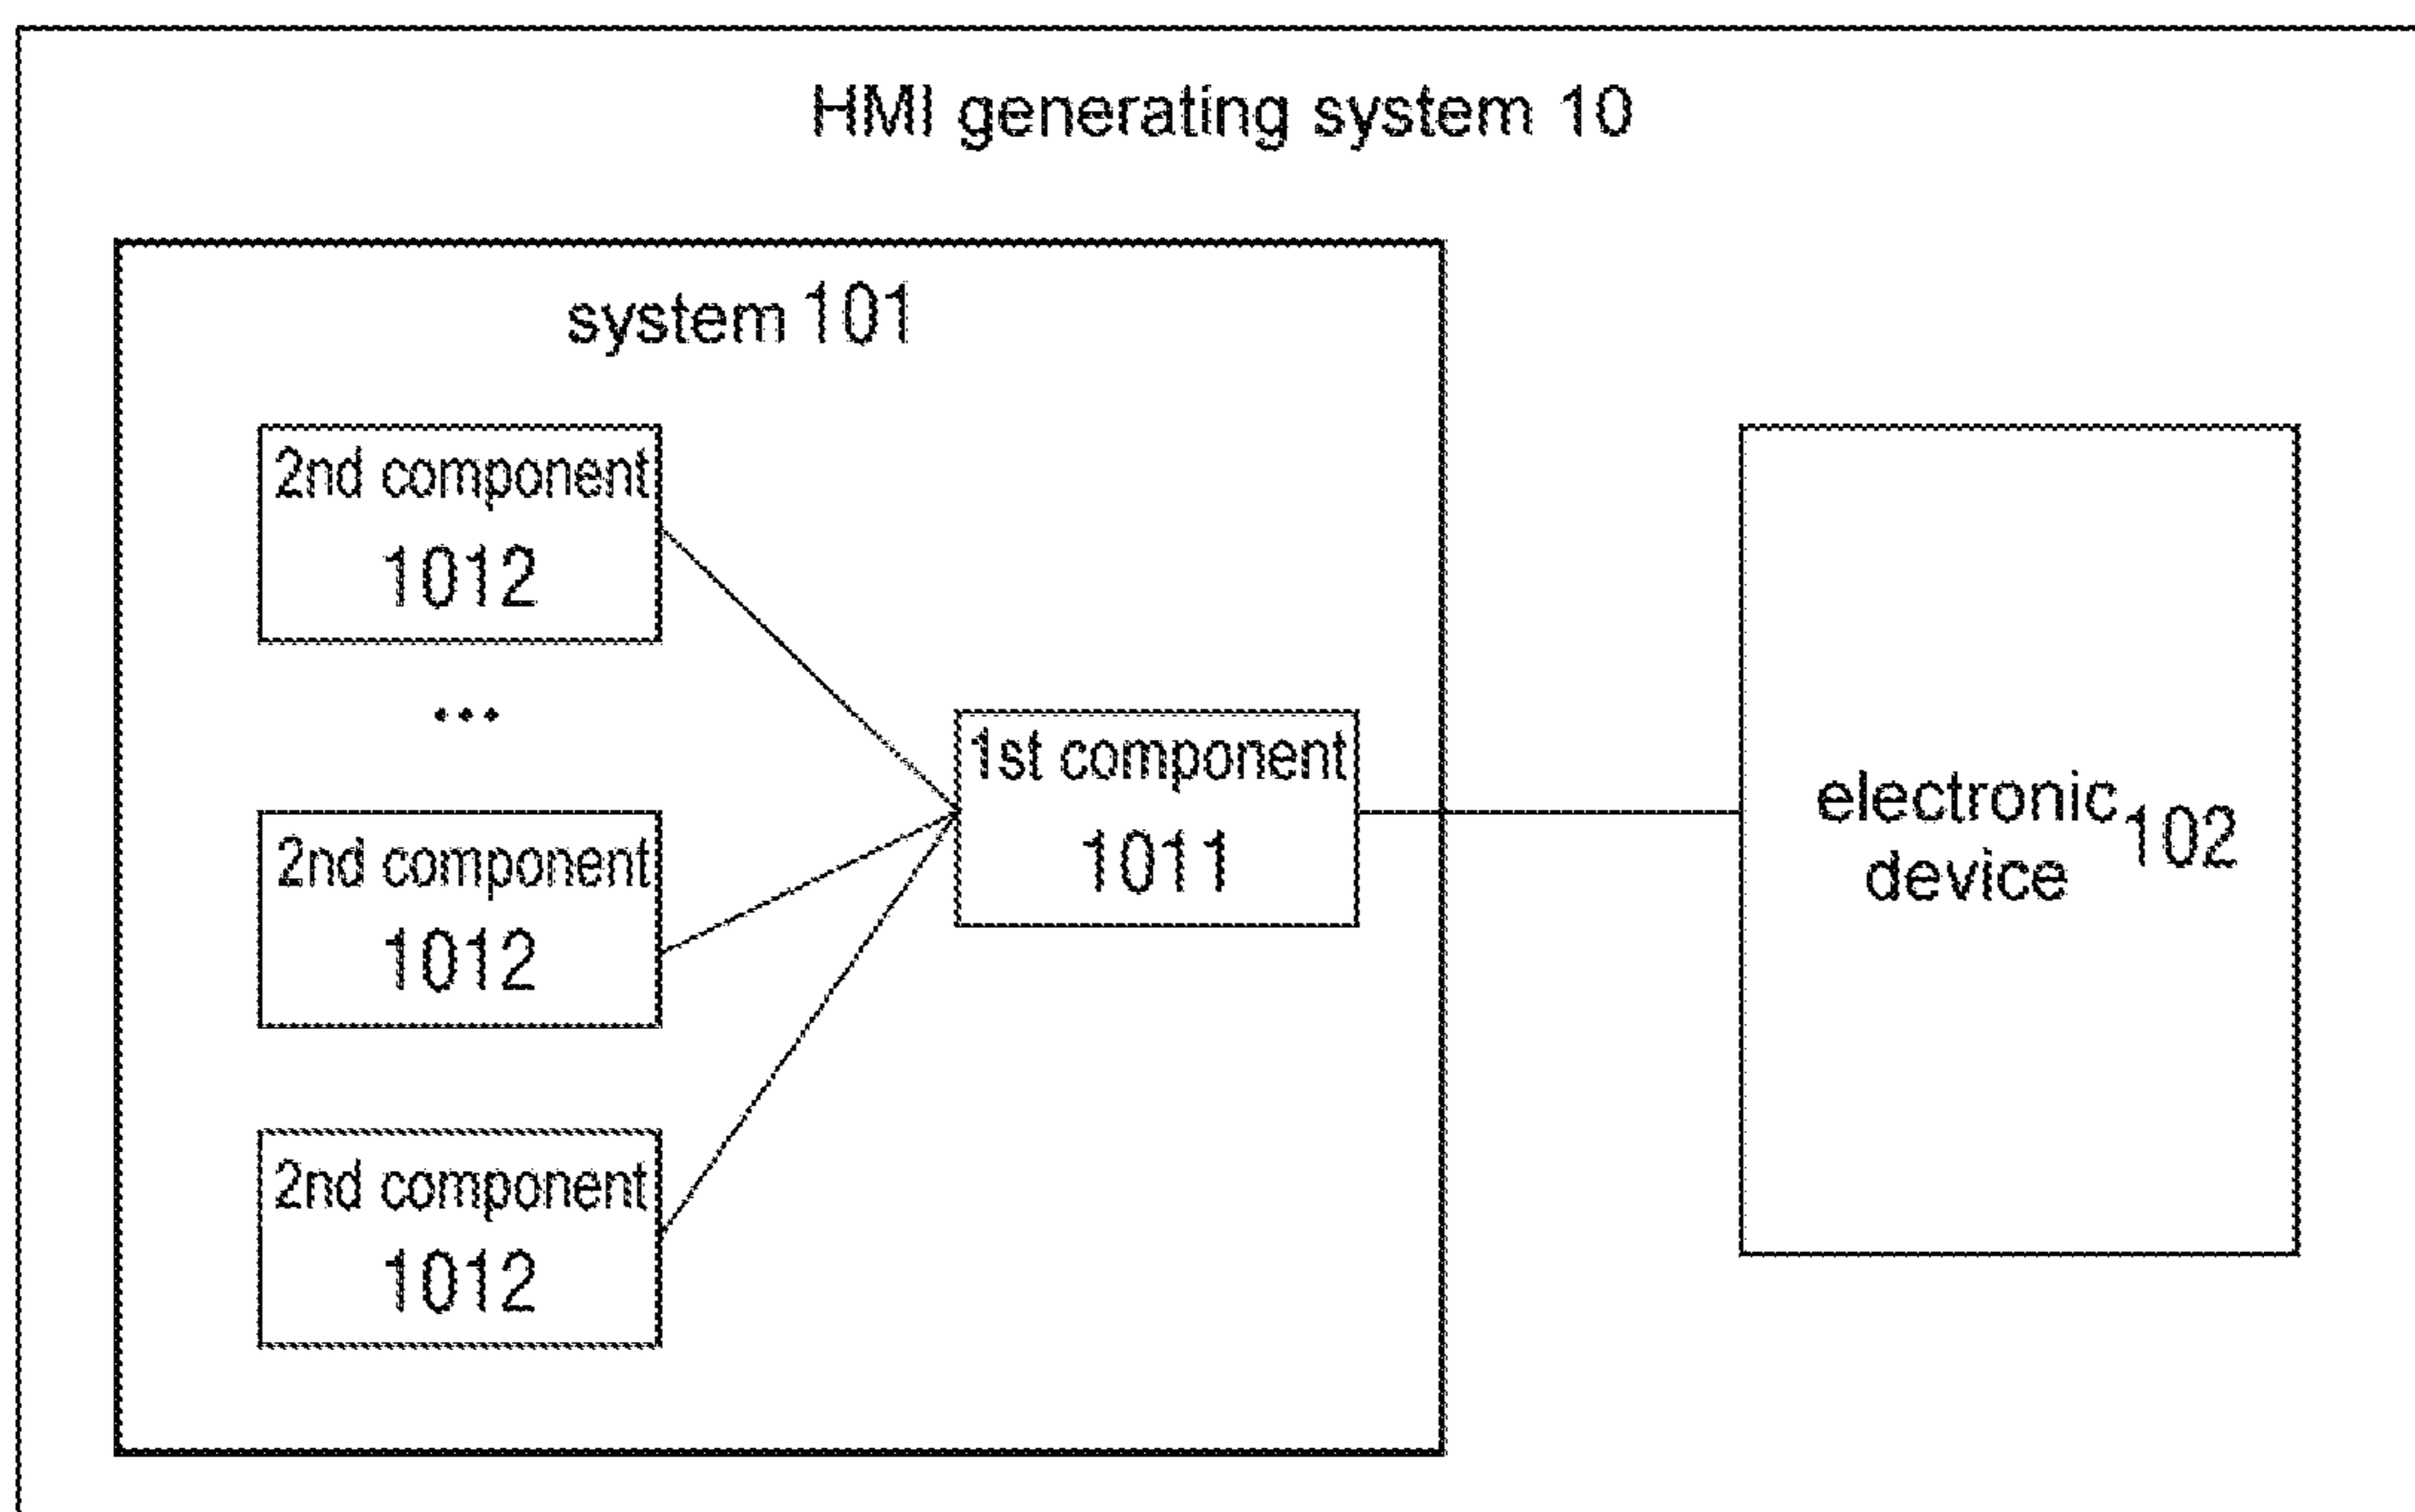 HMI generating system 10
system 101
2nd component
1012
...
2nd component
1012
2nd component
1012
1st component
1011
electronic
device 102